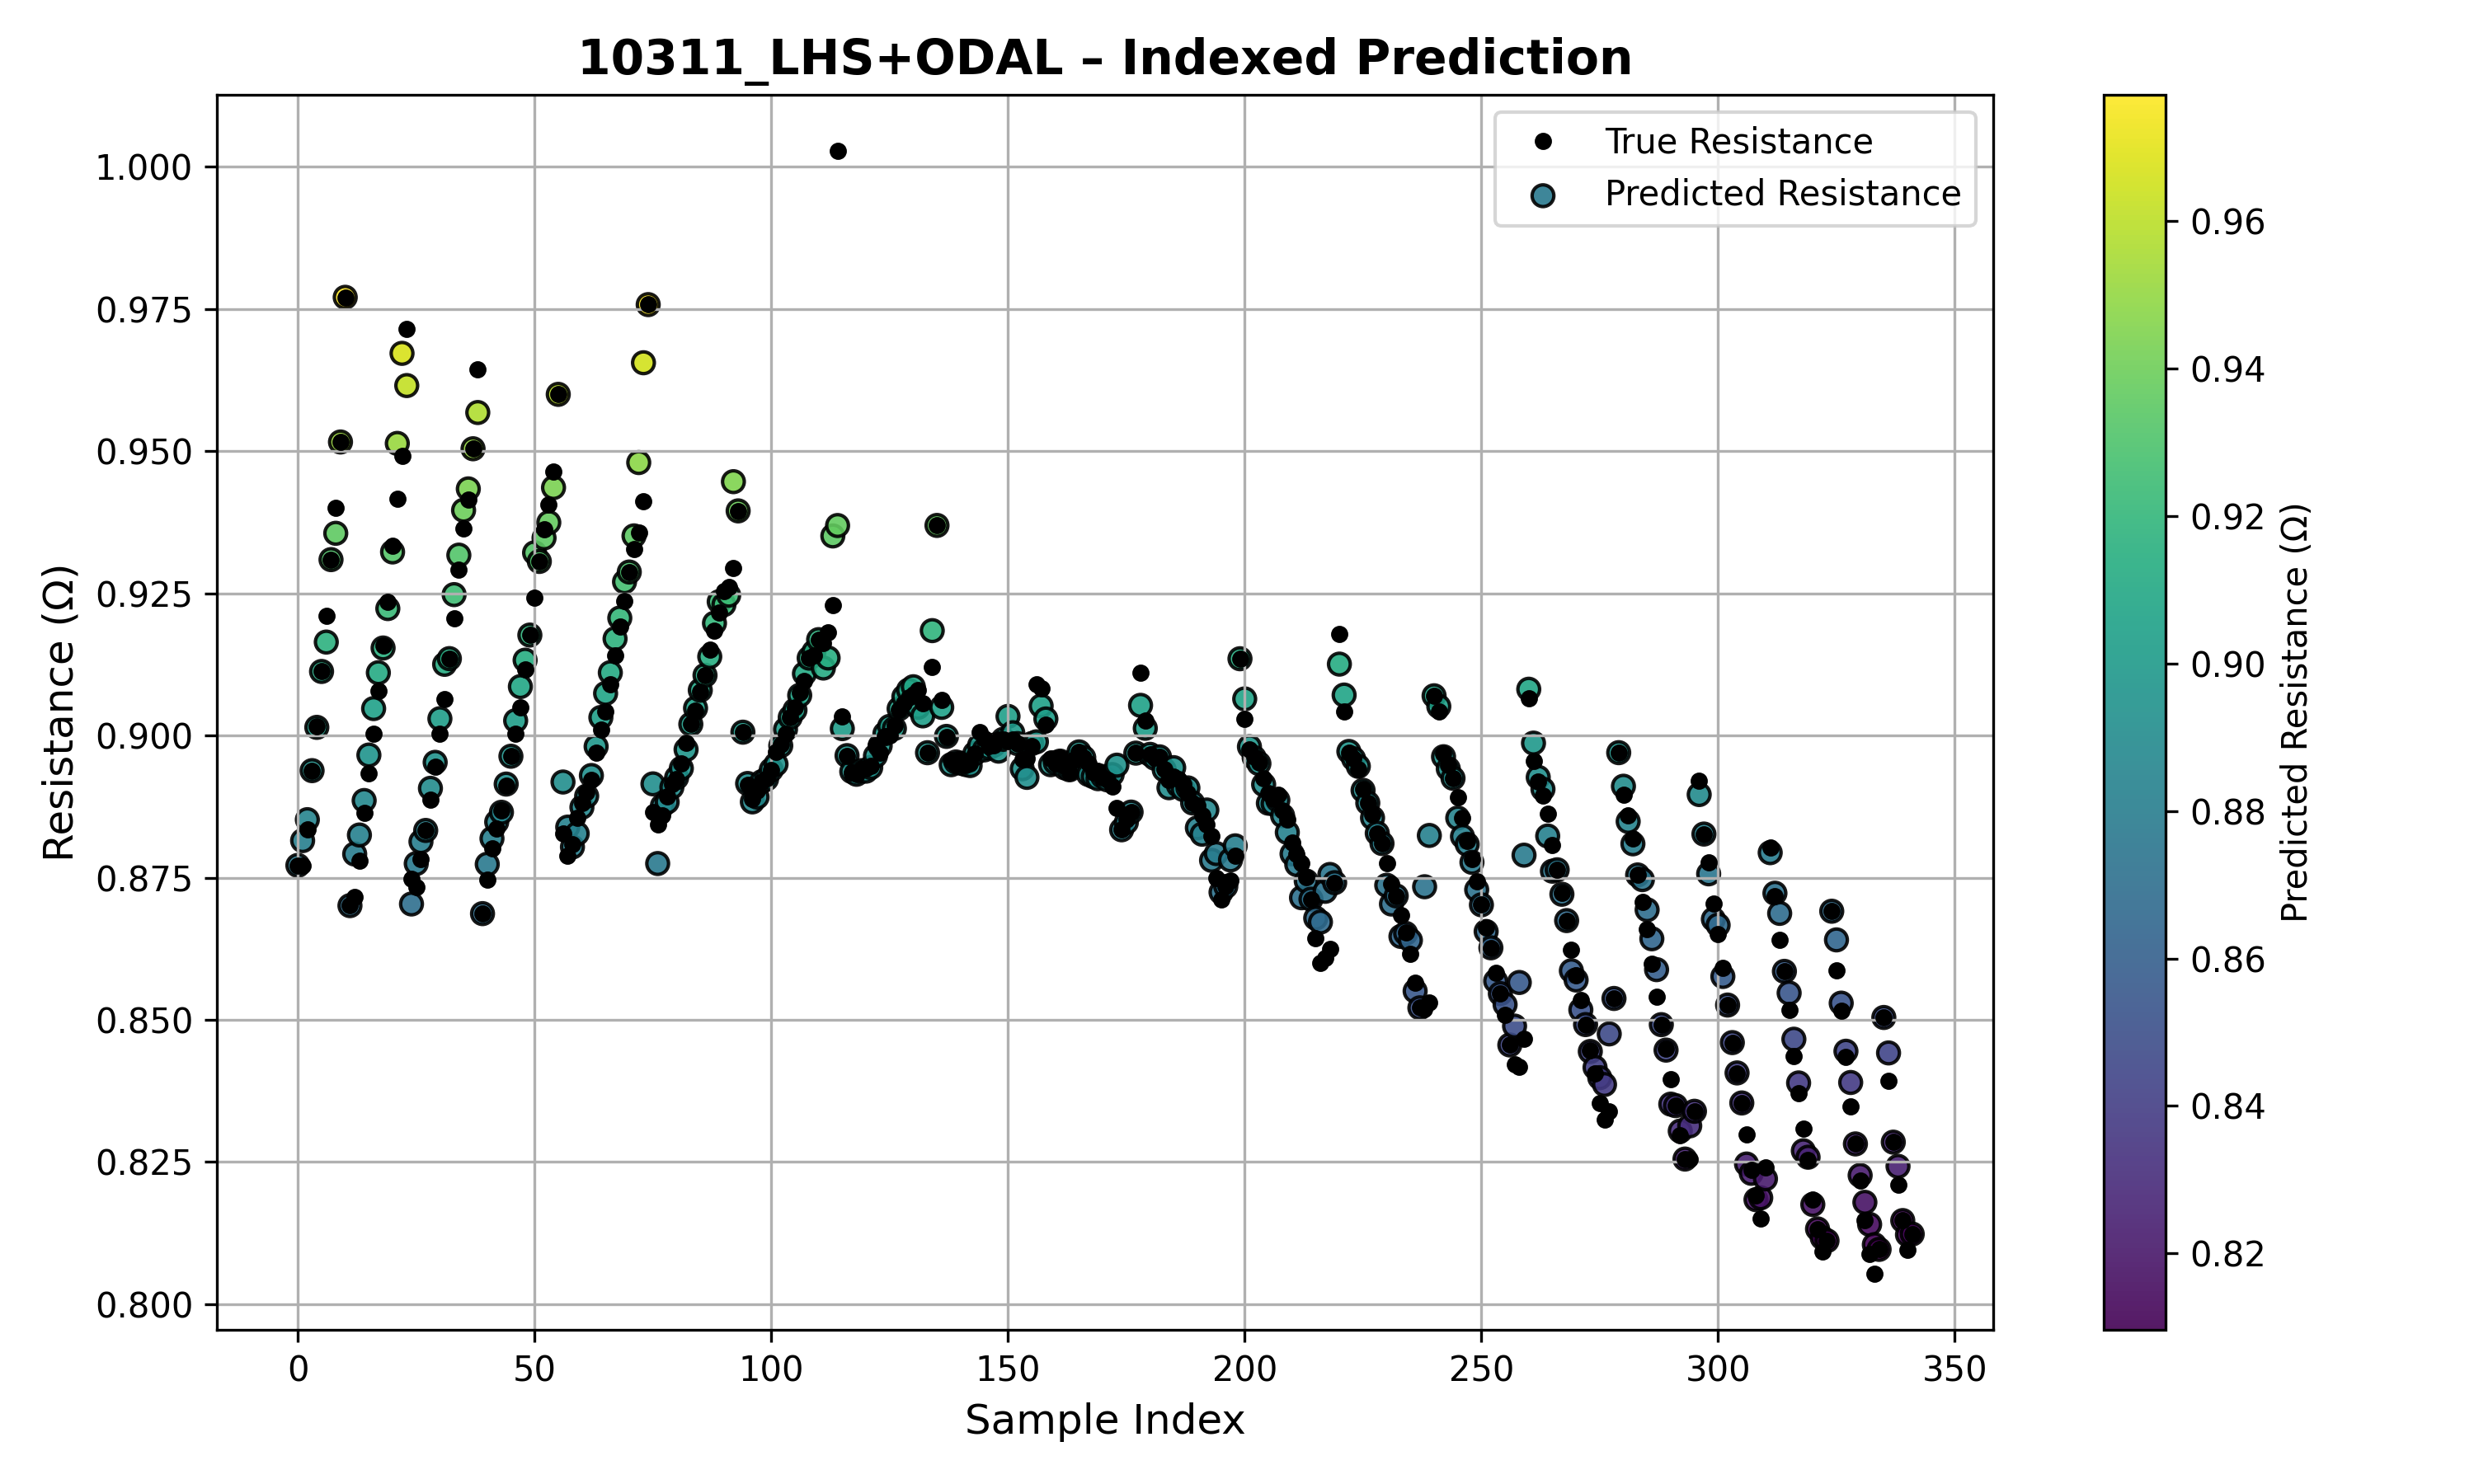 10311_LHS+ODAL – Indexed Prediction
True Resistance
Predicted Resistance
Resistance (Ω)
1.000
0.975
0.950
0.925
0.900
0.875
0.850
0.825
0.800
0 50 100 150 200 250 300 350
Sample Index
0.96
0.94
0.92
0.90
0.88
0.86
0.84
0.82
Predicted Resistance (Ω)